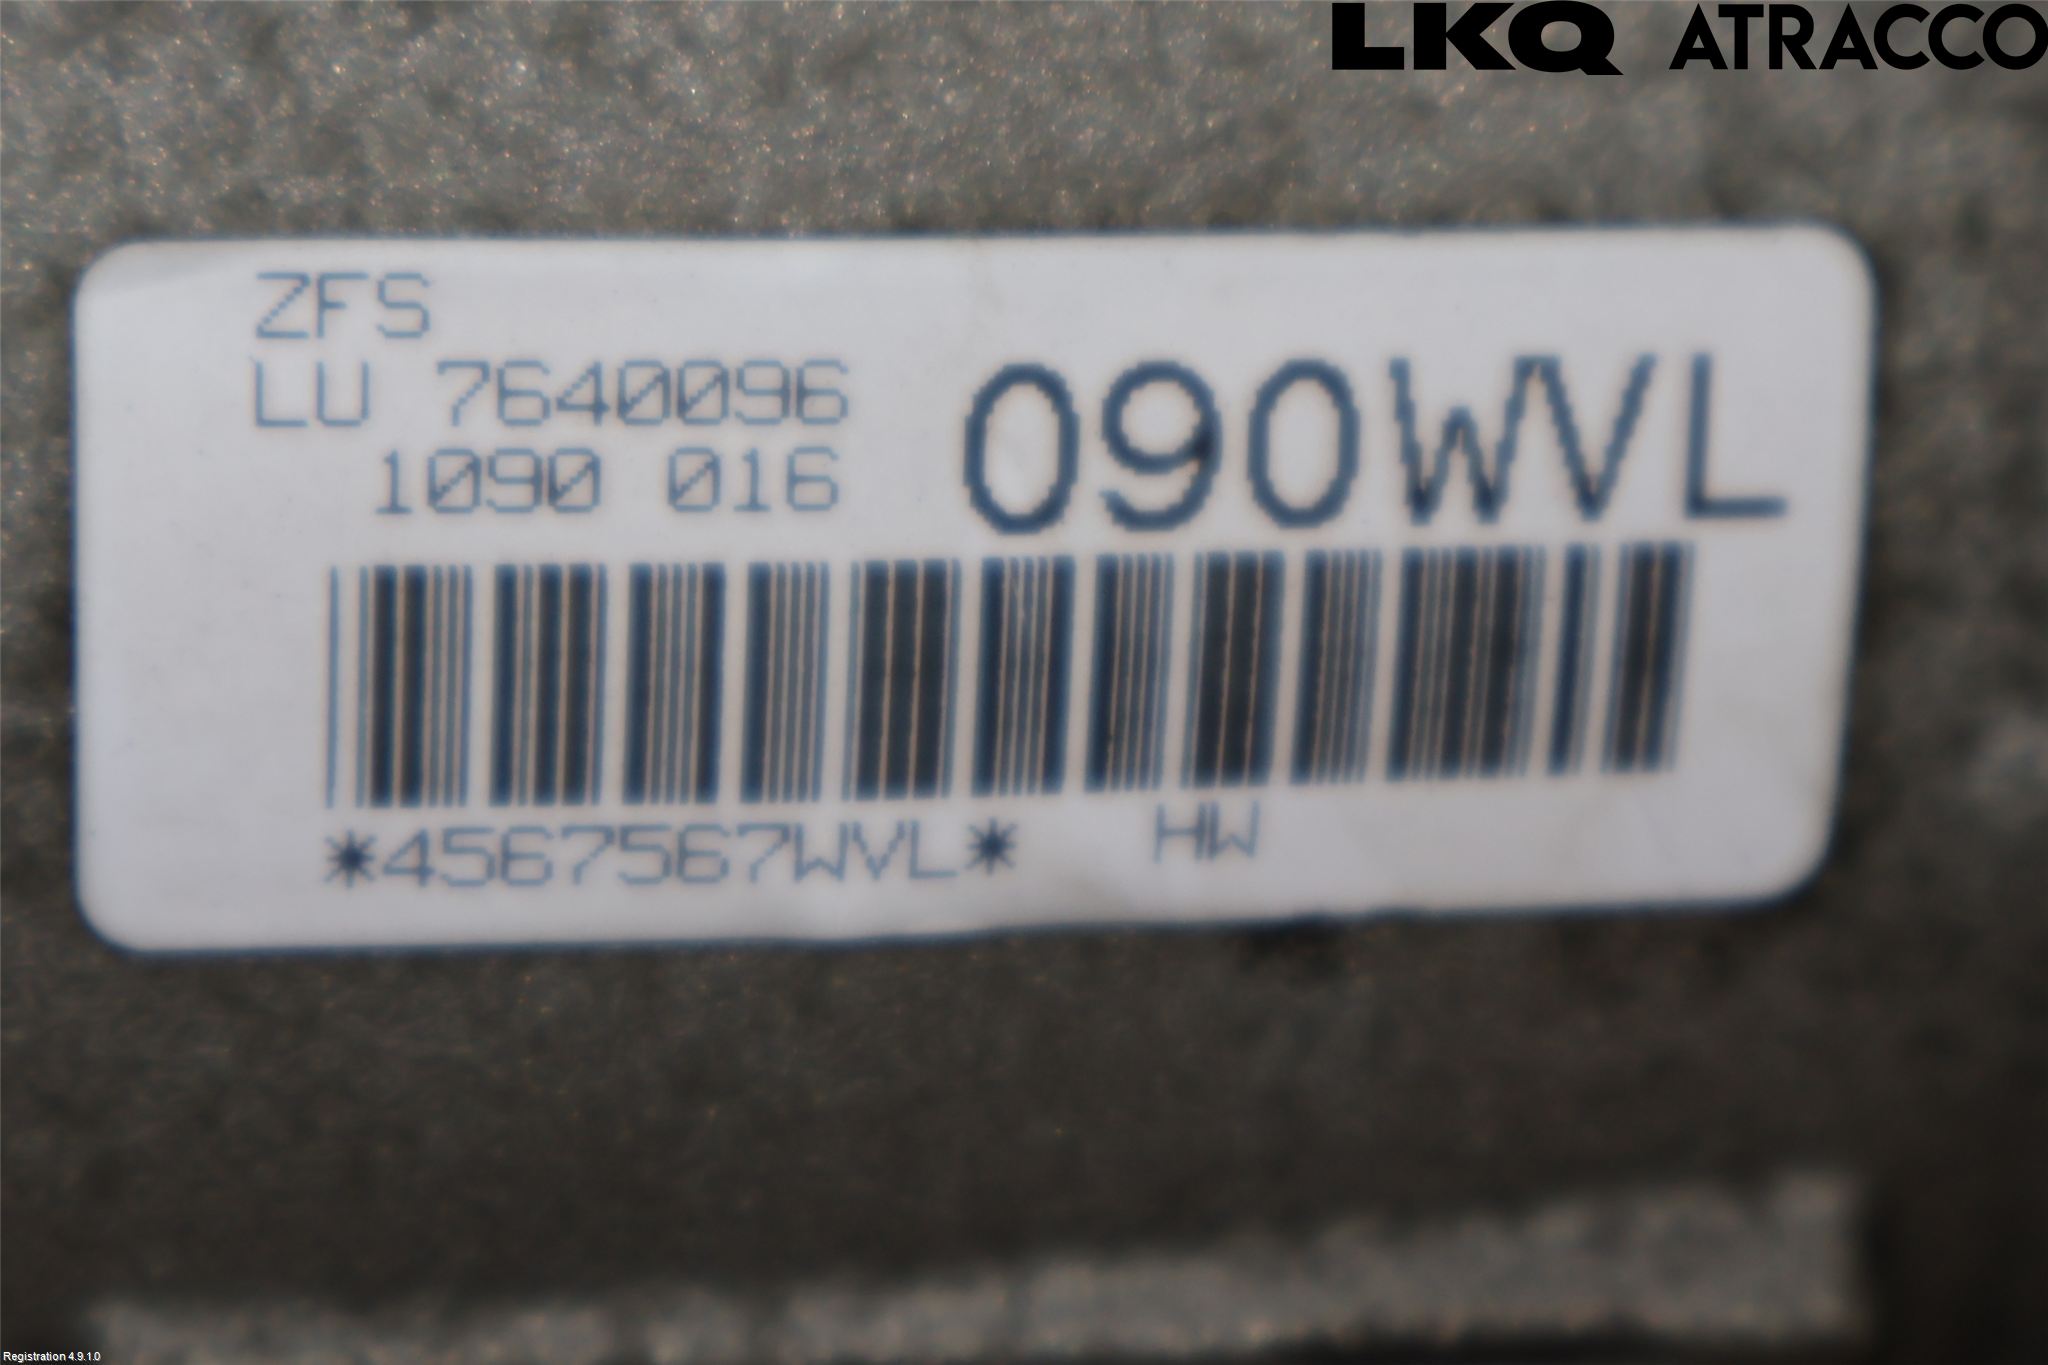 LKQ ATRACCO
ZFS
LU 7640096
1090 016
090WVL
*4567567WVL* HW
Registration 4.9.1.0